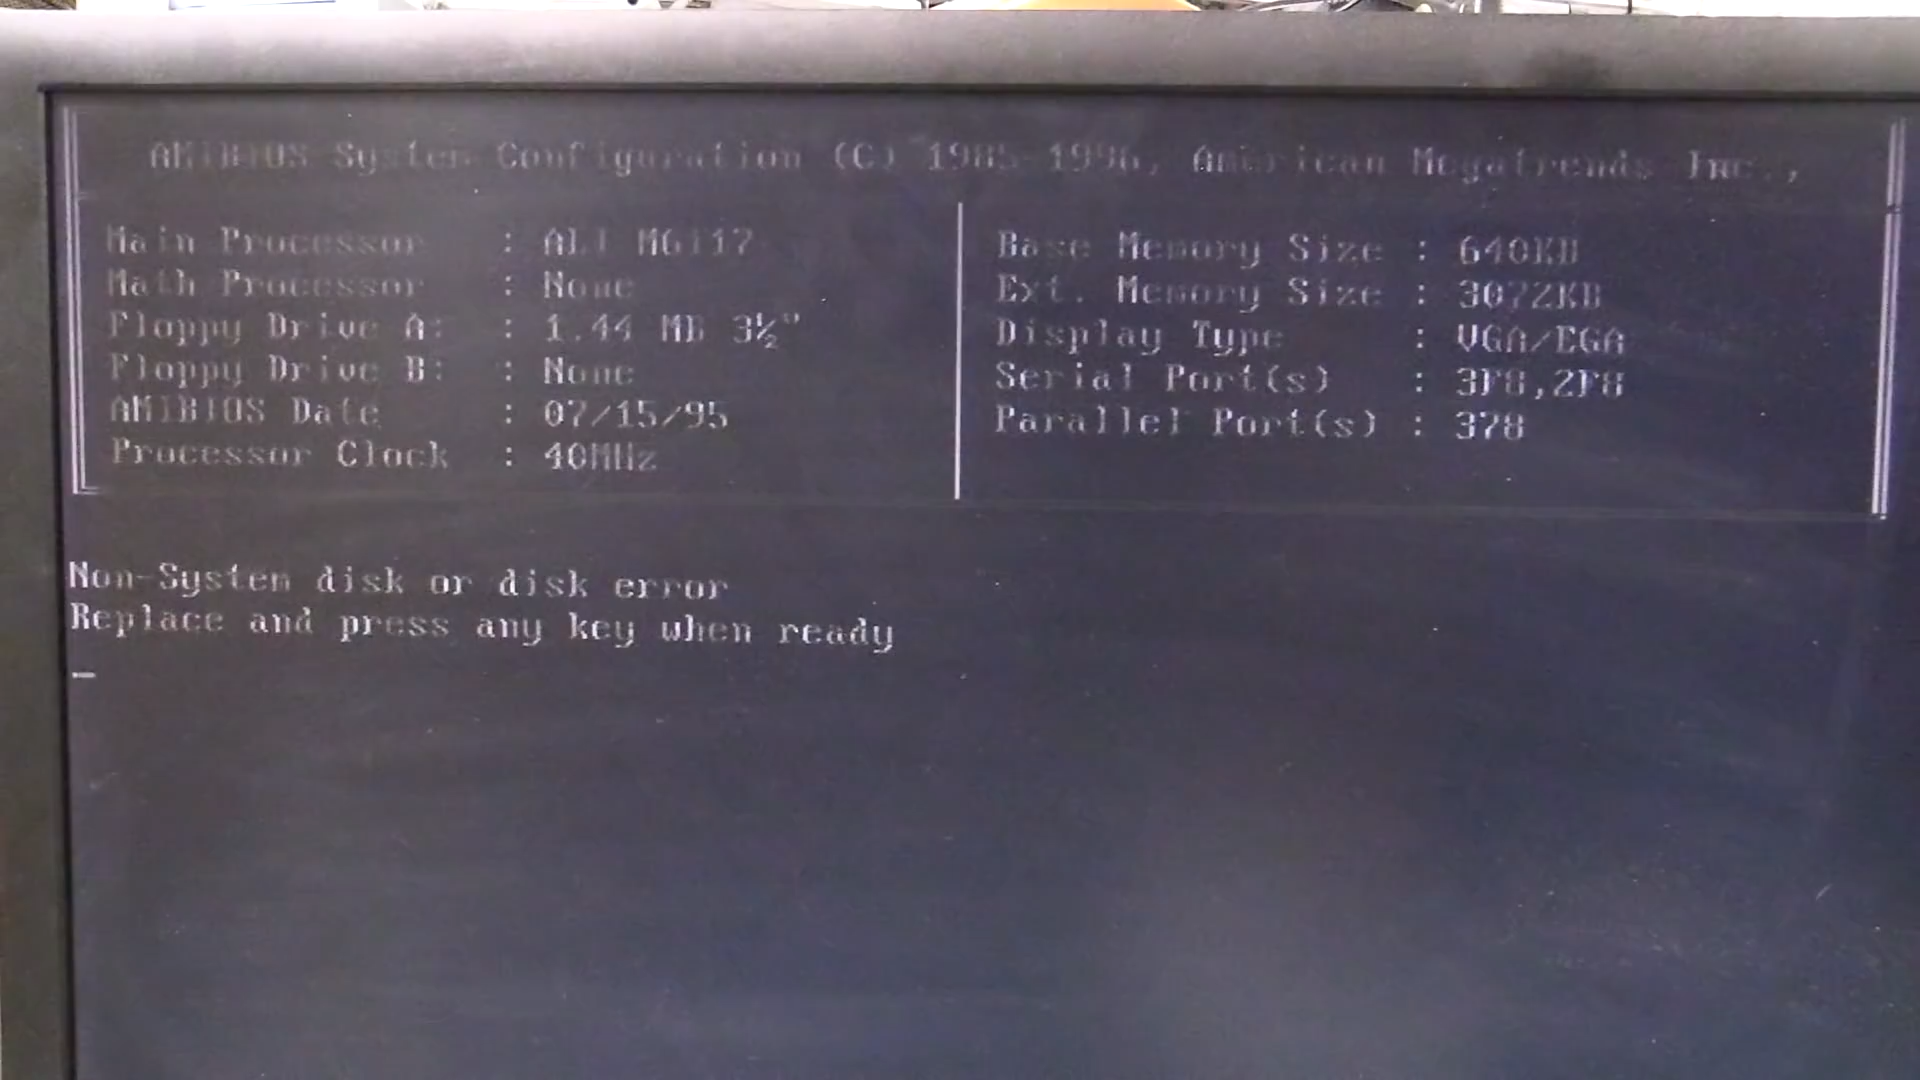 AMIBIOS System Configuration (C) 1985-1996, American Megatrends Inc.,
Main Processor : ALI M6117
Math Processor : None
Floppy Drive A: : 1.44 MB 3½"
Floppy Drive B: : None
AMIBIOS Date : 07/15/95
Processor Clock : 40MHz
Base Memory Size : 640KB
Ext. Memory Size : 3072KB
Display Type : VGA/EGA
Serial Port(s) : 3F8,2F8
Parallel Port(s) : 378
Non-System disk or disk error
Replace and press any key when ready